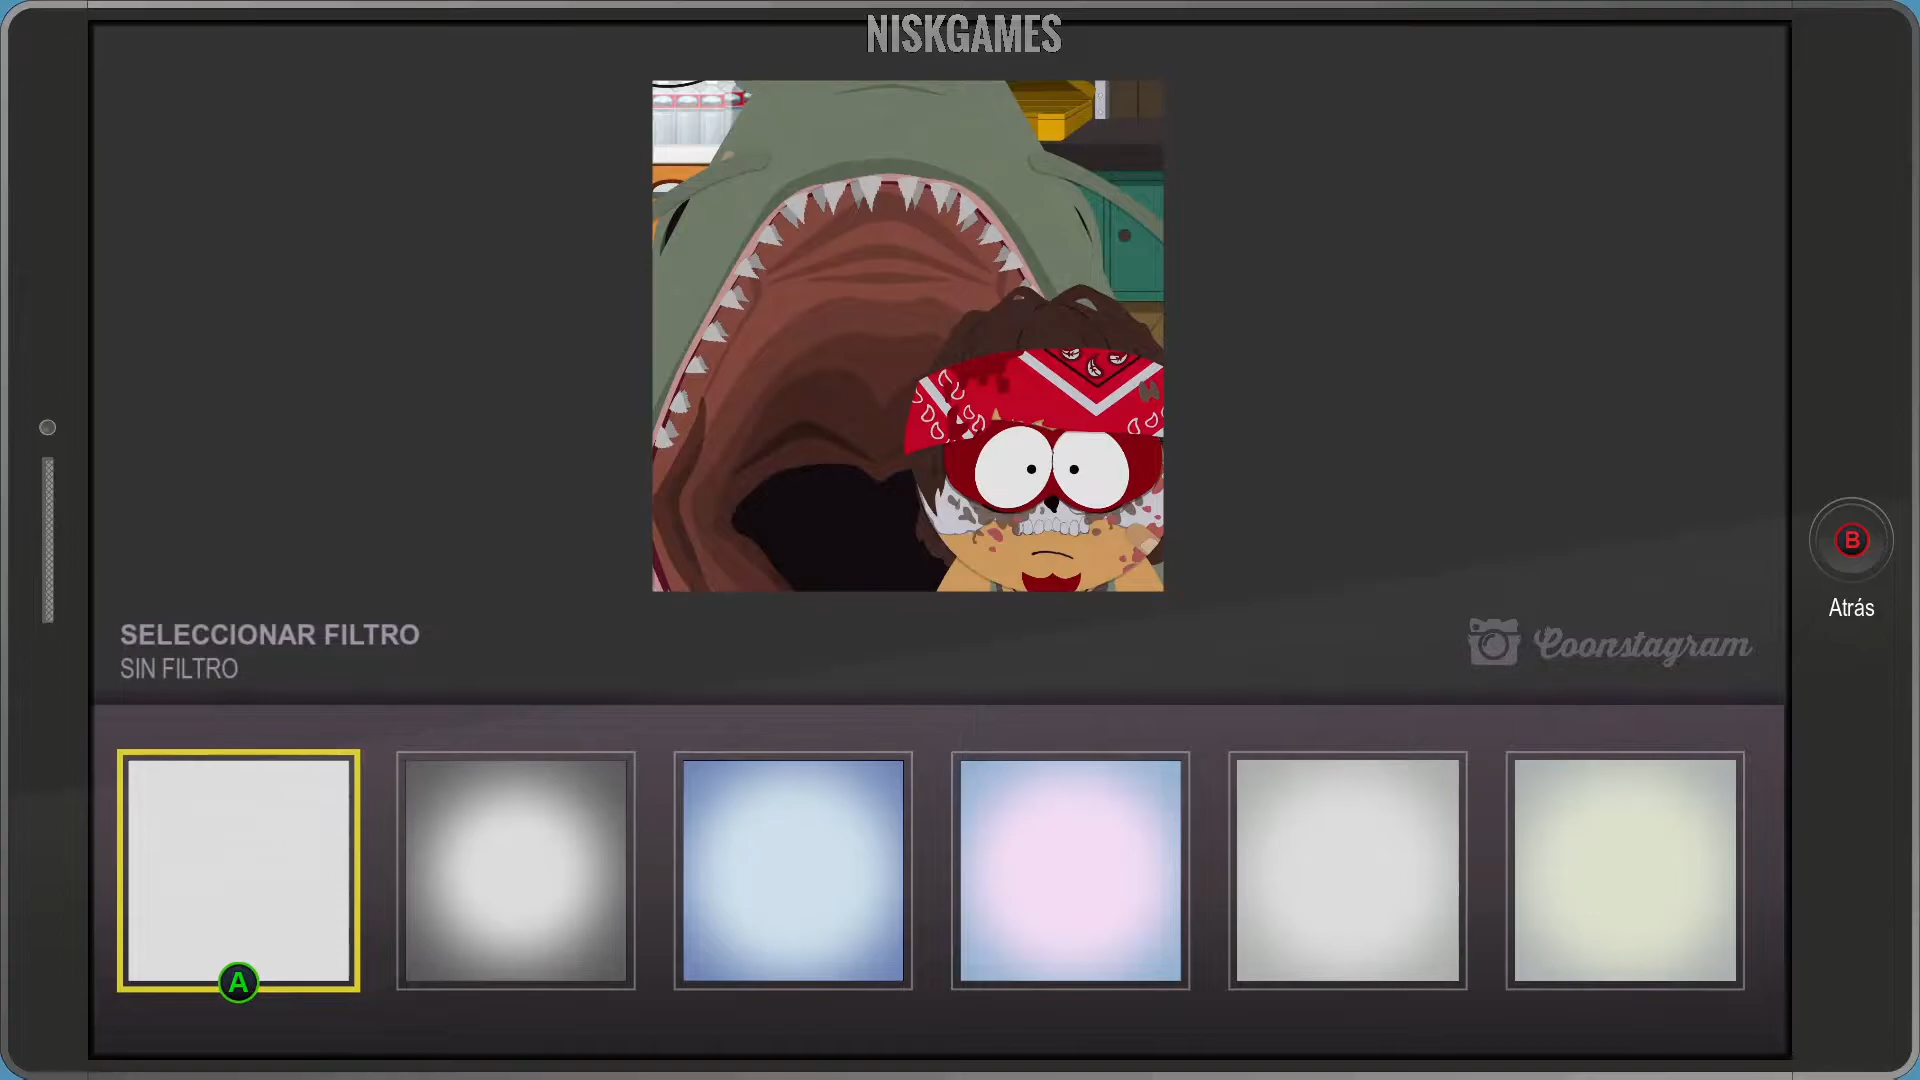 NISKGAMES
SELECCIONAR FILTRO
SIN FILTRO
Coonstagram
B
Atrás
A